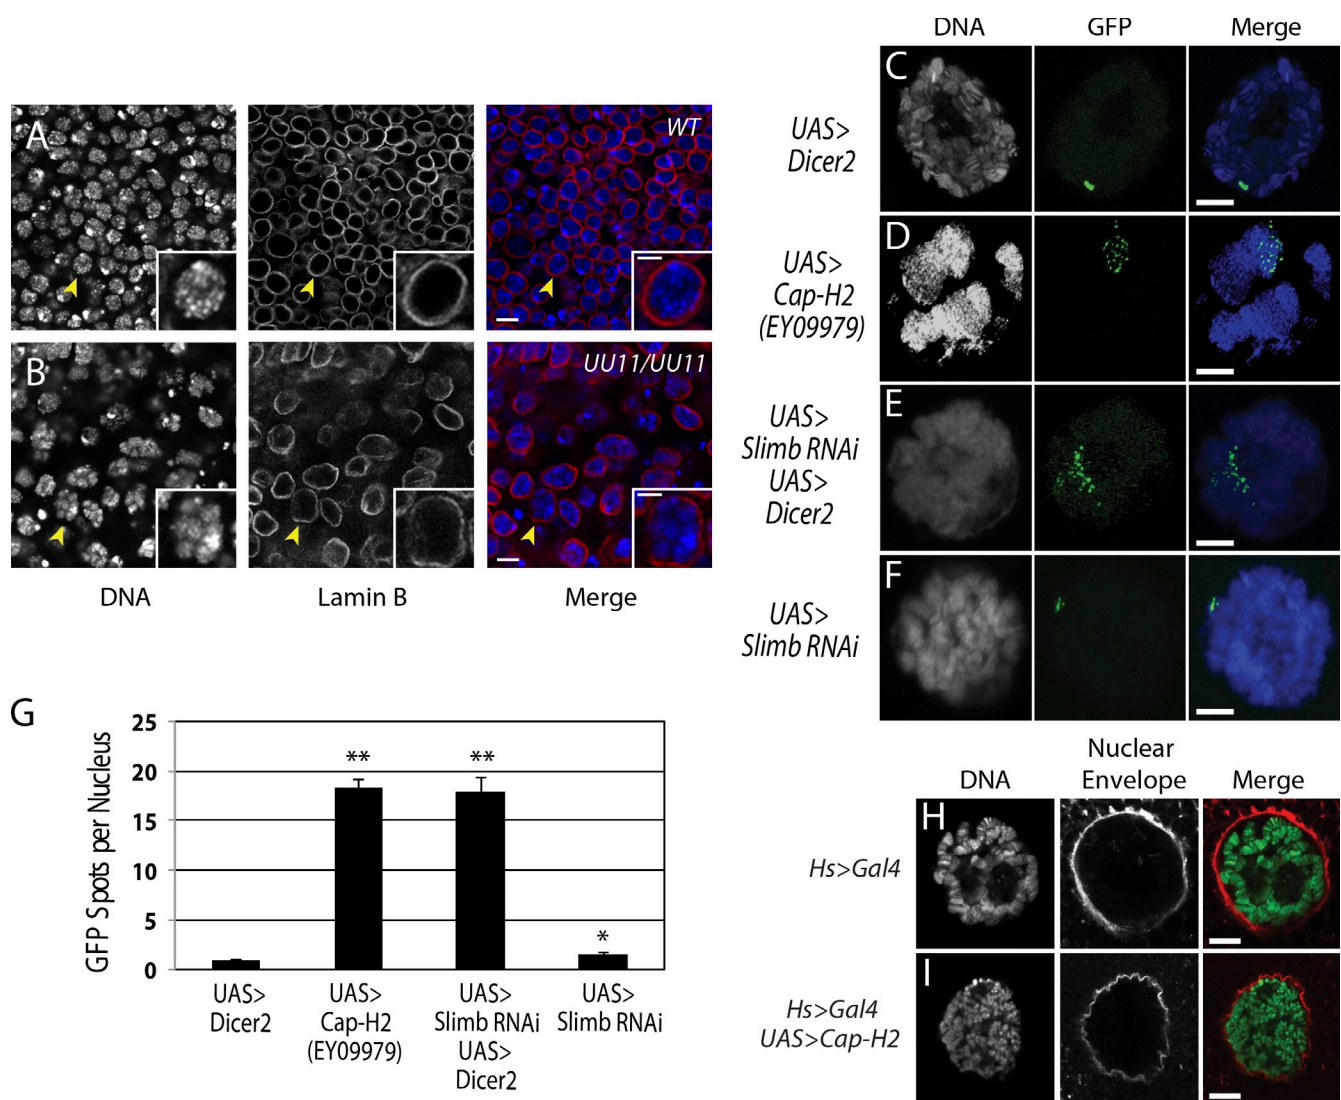 A
WT
B
UU11/UU11
DNA
Lamin B
Merge
DNA
GFP
Merge
UAS>
Dicer2
C
UAS>
Cap-H2
(EY09979)
D
UAS>
Slimb RNAi
UAS>
Dicer2
E
UAS>
Slimb RNAi
F
G
GFP Spots per Nucleus
25
20
15
10
5
0
**
**
*
UAS>
Dicer2
UAS>
Cap-H2
(EY09979)
UAS>
Slimb RNAi
UAS>
Dicer2
UAS>
Slimb RNAi
DNA
Nuclear
Envelope
Merge
Hs>Gal4
H
Hs>Gal4
UAS>Cap-H2
I